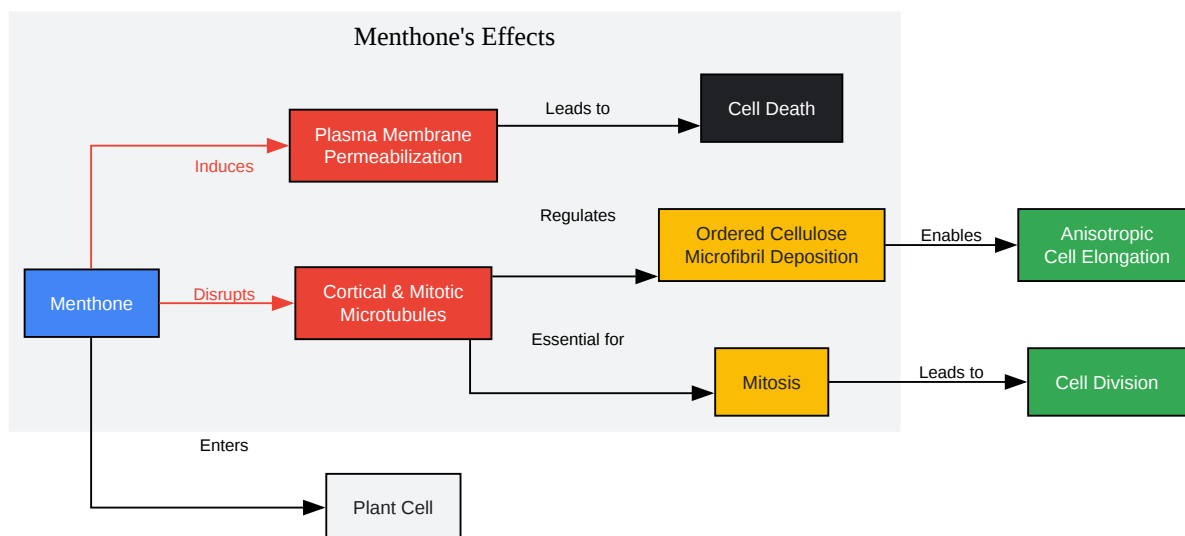 Menthone's Effects
Leads to
Cell Death
Plasma Membrane
Permeabilization
Induces
Regulates
Ordered Cellulose
Microfibril Deposition
Enables
Anisotropic
Cell Elongation
Menthone
Disrupts
Cortical & Mitotic
Microtubules
Essential for
Mitosis
Leads to
Cell Division
Enters
Plant Cell